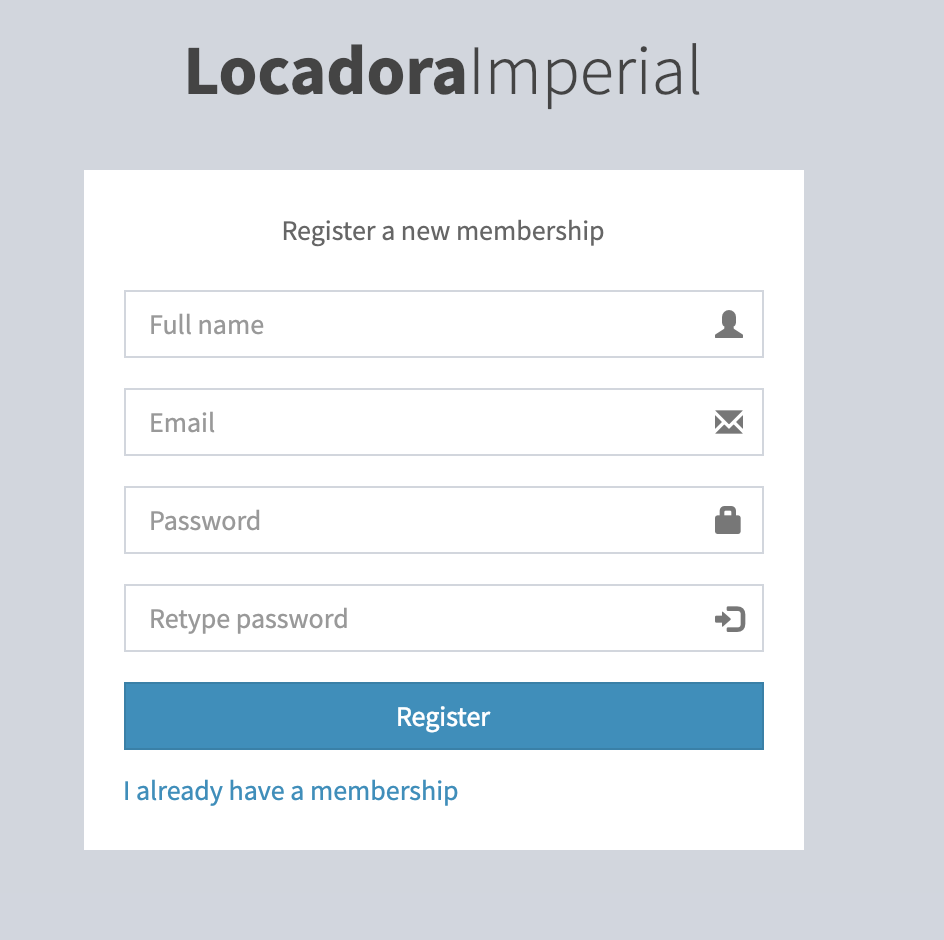 LocadoraImperial
Register a new membership
Full name
Email
Password
Retype password
Register
I already have a membership